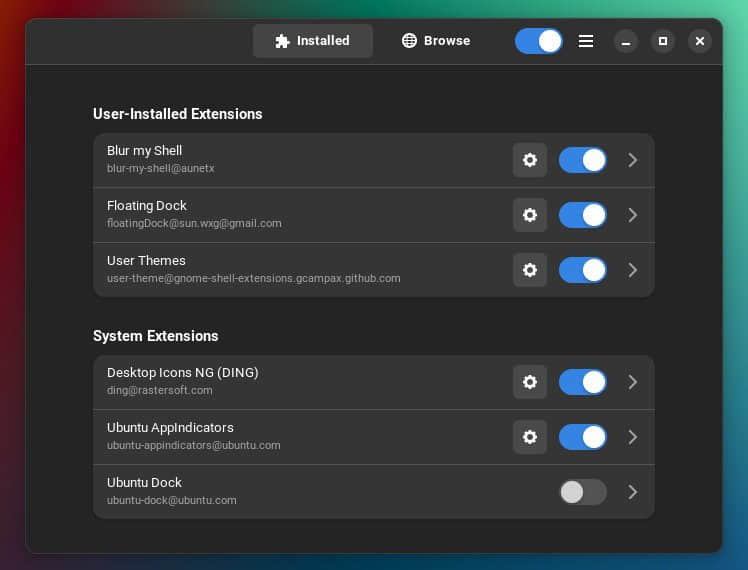 Installed
Browse
User-Installed Extensions
Blur my Shell
blur-my-shell@aunetx
Floating Dock
floatingDock@sun.wxg@gmail.com
User Themes
user-theme@gnome-shell-extensions.gcampax.github.com
System Extensions
Desktop Icons NG (DING)
ding@rastersoft.com
Ubuntu AppIndicators
ubuntu-appindicators@ubuntu.com
Ubuntu Dock
ubuntu-dock@ubuntu.com